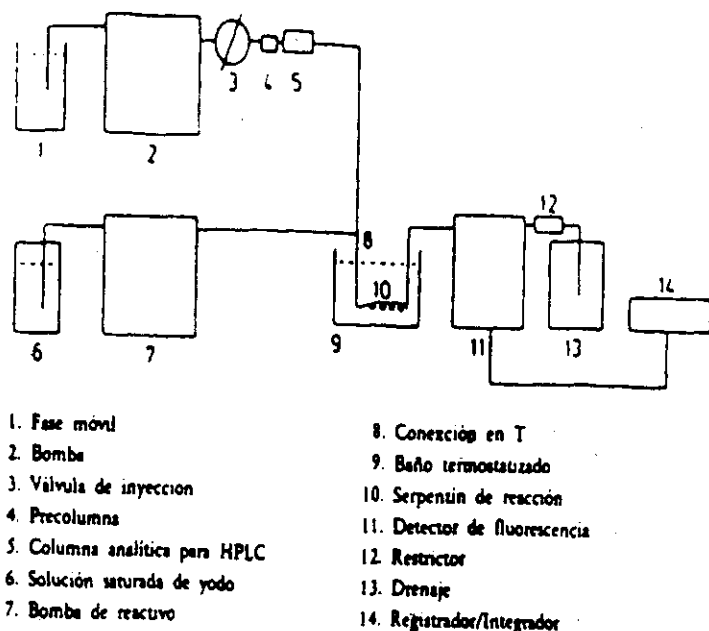 3
4
5
1
2
12
8
14
10
6
7
9
11
13
1. Fase móvil
2. Bomba
3. Válvula de inyeccion
4. Precolumna
5. Columna analítica para HPLC
6. Solución saturada de yodo
7. Bomba de reactivo
8. Conexción en T
9. Baño termostatizado
10. Serpentín de reacción
11. Detector de fluorescencia
12. Restrictor
13. Drenaje
14. Registrador/Integrador